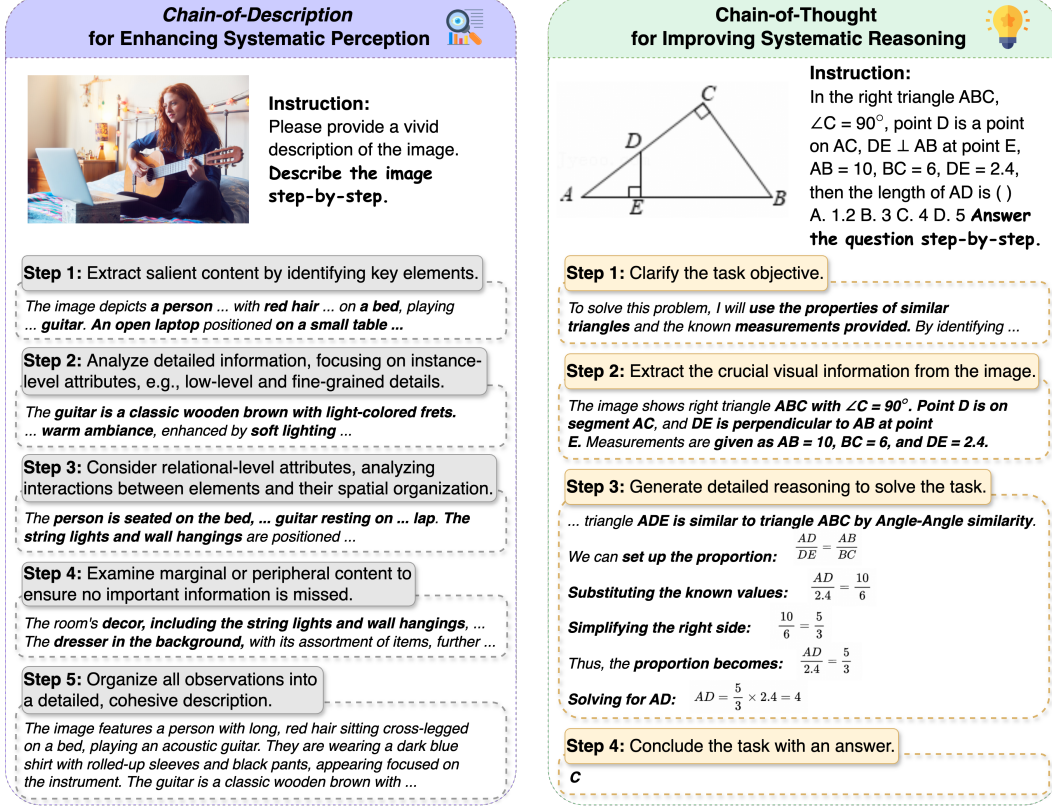 Chain-of-Description
for Enhancing Systematic Perception
Instruction:
Please provide a vivid
description of the image.
Describe the image
step-by-step.
Step 1: Extract salient content by identifying key elements.
The image depicts a person ... with red hair ... on a bed, playing
... guitar. An open laptop positioned on a small table ...
Step 2: Analyze detailed information, focusing on instance-
level attributes, e.g., low-level and fine-grained details.
The guitar is a classic wooden brown with light-colored frets.
... warm ambiance, enhanced by soft lighting ...
Step 3: Consider relational-level attributes, analyzing
interactions between elements and their spatial organization.
The person is seated on the bed, ... guitar resting on ... lap. The
string lights and wall hangings are positioned ...
Step 4: Examine marginal or peripheral content to
ensure no important information is missed.
The room's decor, including the string lights and wall hangings, ...
The dresser in the background, with its assortment of items, further ...
Step 5: Organize all observations into
a detailed, cohesive description.
The image features a person with long, red hair sitting cross-legged
on a bed, playing an acoustic guitar. They are wearing a dark blue
shirt with rolled-up sleeves and black pants, appearing focused on
the instrument. The guitar is a classic wooden brown with ...
Chain-of-Thought
for Improving Systematic Reasoning
C
D
A
E
B
Instruction:
In the right triangle ABC,
∠C = 90°, point D is a point
on AC, DE ⊥ AB at point E,
AB = 10, BC = 6, DE = 2.4,
then the length of AD is ( )
A. 1.2 B. 3 C. 4 D. 5 Answer
the question step-by-step.
Step 1: Clarify the task objective.
To solve this problem, I will use the properties of similar
triangles and the known measurements provided. By identifying ...
Step 2: Extract the crucial visual information from the image.
The image shows right triangle ABC with ∠C = 90°. Point D is on
segment AC, and DE is perpendicular to AB at point
E. Measurements are given as AB = 10, BC = 6, and DE = 2.4.
Step 3: Generate detailed reasoning to solve the task.
... triangle ADE is similar to triangle ABC by Angle-Angle similarity.
We can set up the proportion: AD/DE = AB/BC
Substituting the known values: AD/2.4 = 10/6
Simplifying the right side: 10/6 = 5/3
Thus, the proportion becomes: AD/2.4 = 5/3
Solving for AD: AD = 5/3 × 2.4 = 4
Step 4: Conclude the task with an answer.
C